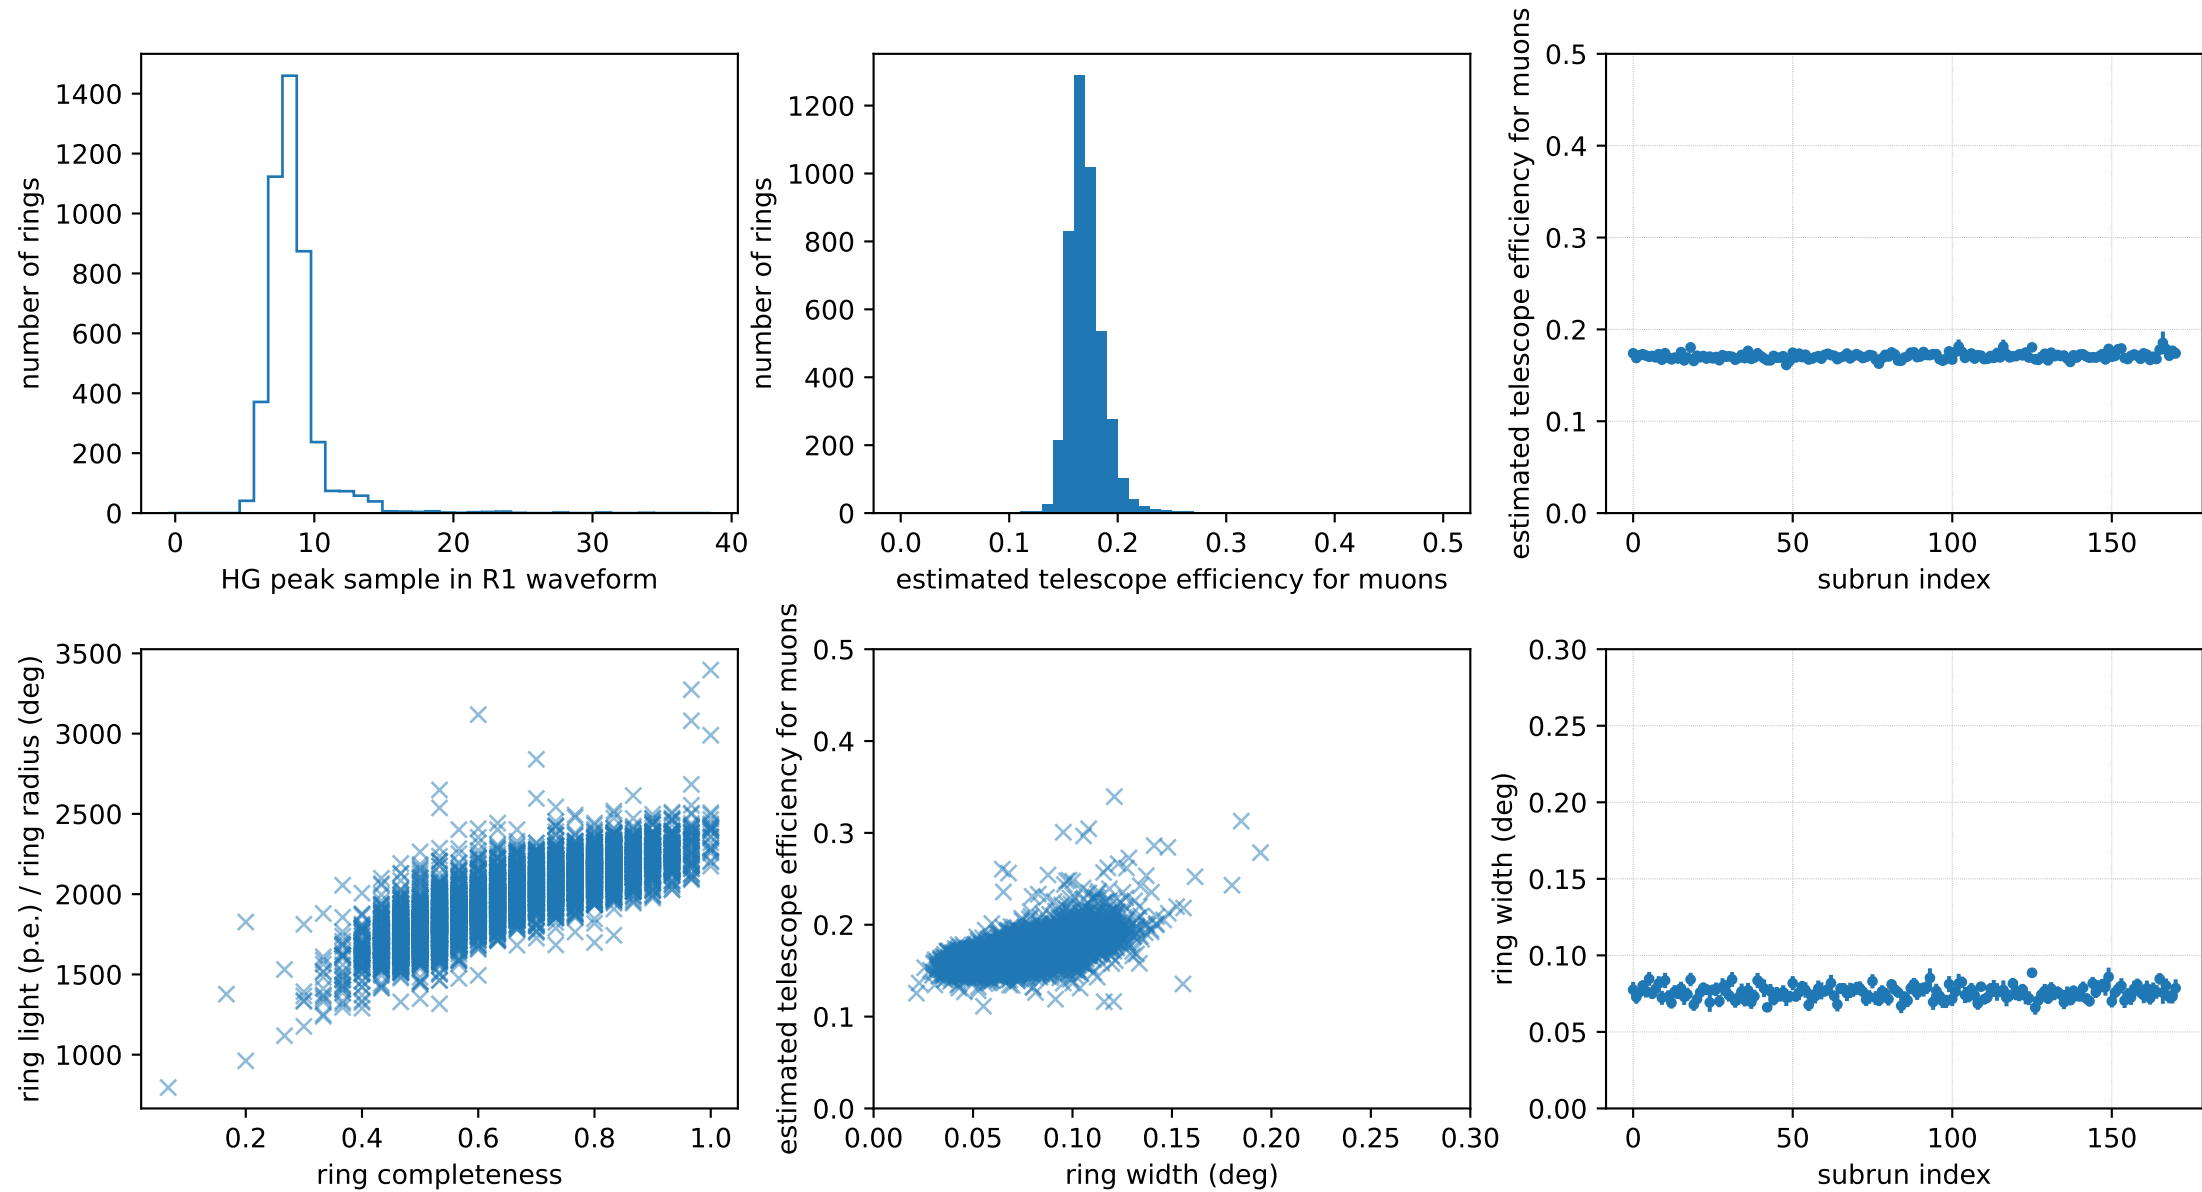 number of rings
1400
1200
1000
800
600
400
200
0
0 10 20 30 40
HG peak sample in R1 waveform
number of rings
1200
1000
800
600
400
200
0
0.0 0.1 0.2 0.3 0.4 0.5
estimated telescope efficiency for muons
estimated telescope efficiency for muons
0.5
0.4
0.3
0.2
0.1
0.0
0 50 100 150
subrun index
ring light (p.e.) / ring radius (deg)
3500
3000
2500
2000
1500
1000
0.2 0.4 0.6 0.8 1.0
ring completeness
estimated telescope efficiency for muons
0.5
0.4
0.3
0.2
0.1
0.0
0.00 0.05 0.10 0.15 0.20 0.25 0.30
ring width (deg)
ring width (deg)
0.30
0.25
0.20
0.15
0.10
0.05
0.00
0 50 100 150
subrun index